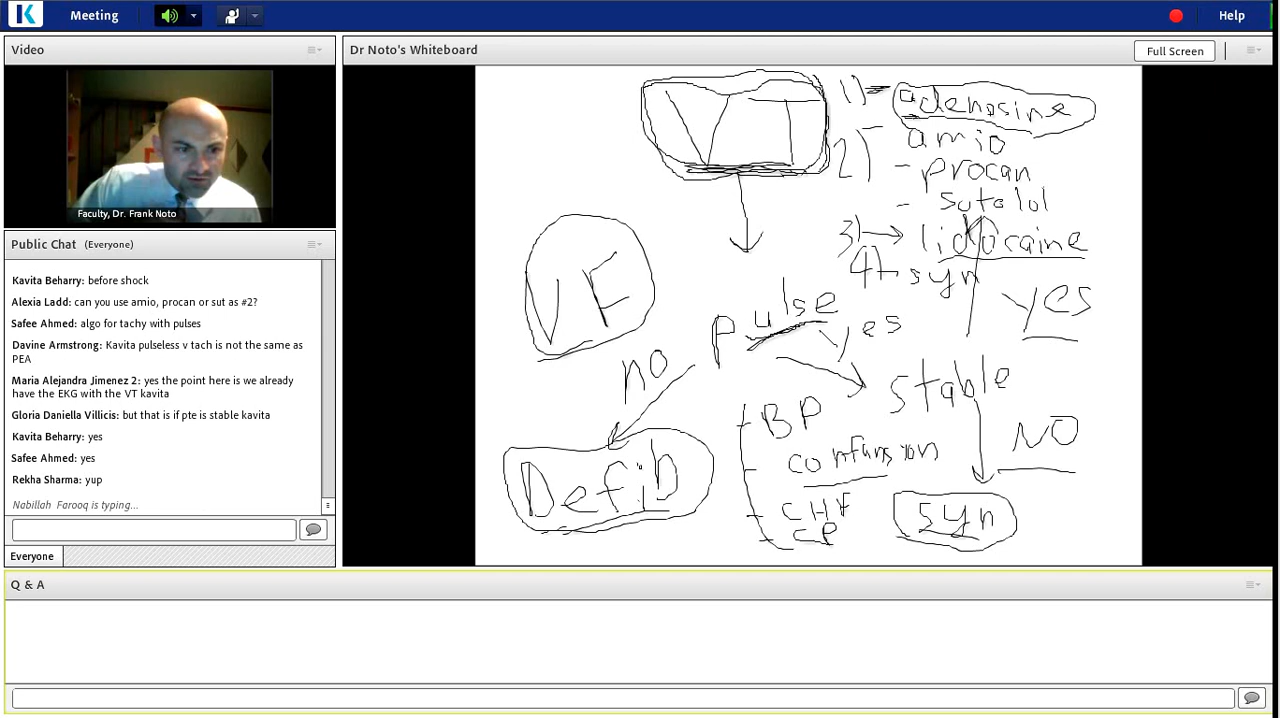 K Meeting Help
Video
Faculty, Dr. Frank Noto
Public Chat (Everyone)
Kavita Beharry: before shock
Alexia Ladd: can you use amio, procan or sut as #2?
Safee Ahmed: algo for tachy with pulses
Davine Armstrong: Kavita pulseless v tach is not the same as
PEA
Maria Alejandra Jimenez 2: yes the point here is we already
have the EKG with the VT kavita
Gloria Daniella Villicis: but that is if pte is stable kavita
Kavita Beharry: yes
Safee Ahmed: yes
Rekha Sharma: yup
Nabillah Farooq is typing...
Everyone
Dr Noto's Whiteboard
Full Screen
VT
1) - adenosine
2) - amio
- procan
- sutalol
3) → lidocaine
4) - syn
VF
pulse
yes
YES
no
stable
NO
Defib
- BP
- confusion
- CHF
- CP
syn
Q & A